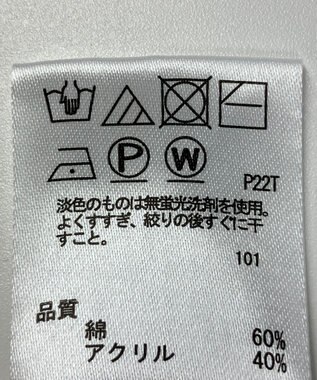 P W
P22T
淡色のものは無蛍光洗剤を使用。
よくすすぎ、絞りの後すぐに干
すこと。
101
品質
綿 60%
アクリル 40%